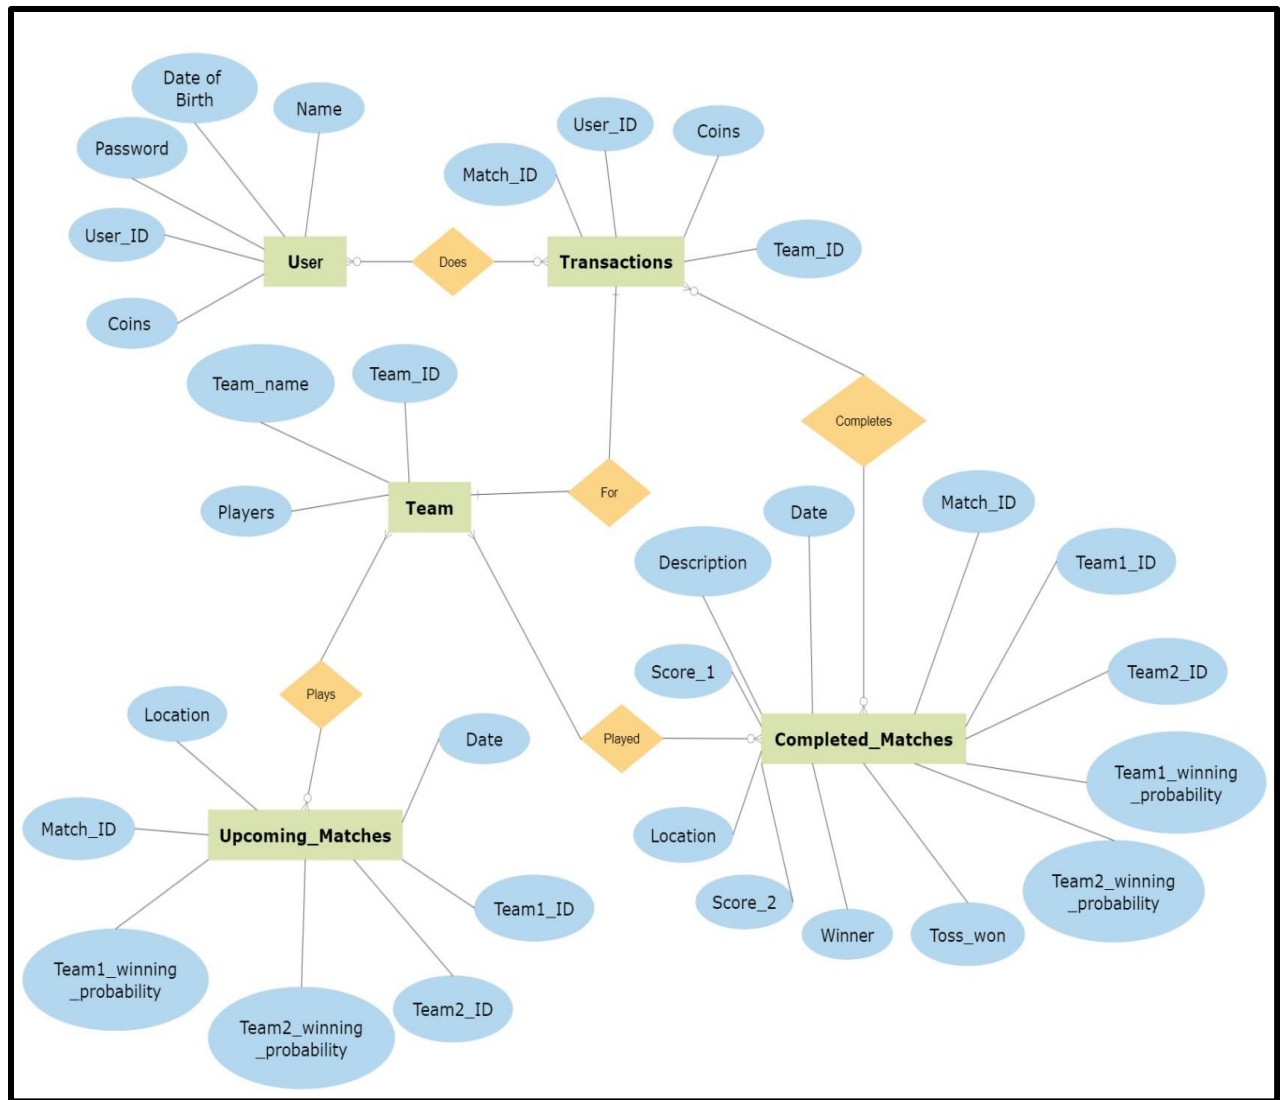 Date of
Birth
Name
Password
User_ID
Coins
User
Does
Match_ID
User_ID
Coins
Team_ID
Transactions
Team_name
Team_ID
Players
Team
For
Completes
Description
Date
Match_ID
Team1_ID
Score_1
Team2_ID
Plays
Played
Completed_Matches
Location
Date
Team1_winning
_probability
Match_ID
Upcoming_Matches
Location
Team2_winning
_probability
Score_2
Winner
Toss_won
Team1_ID
Team1_winning
_probability
Team2_winning
_probability
Team2_ID